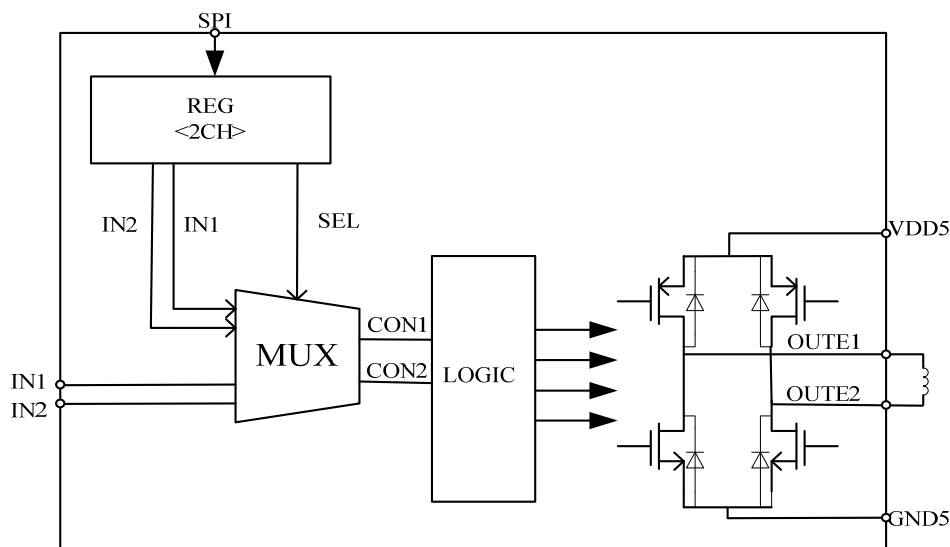 SPI
REG
<2CH>
IN2
IN1
SEL
VDD5
CON1
OUTE1
MUX
CON2
LOGIC
IN1
OUTE2
IN2
GND5